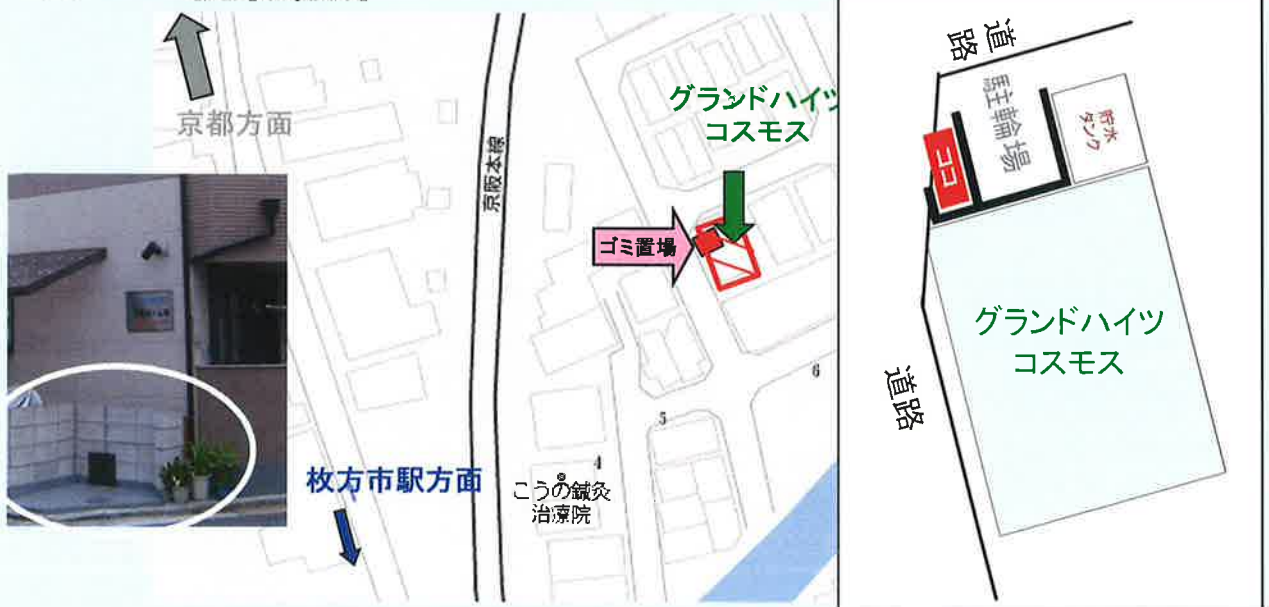 京都方面
京阪本線
グランドハイツ
コスモス
ゴミ置場
枚方市駅方面
こうの鍼灸
治療院
4
5
6
道路
駐輪場
貯水
タンク
ココ
グランドハイツ
コスモス
道路